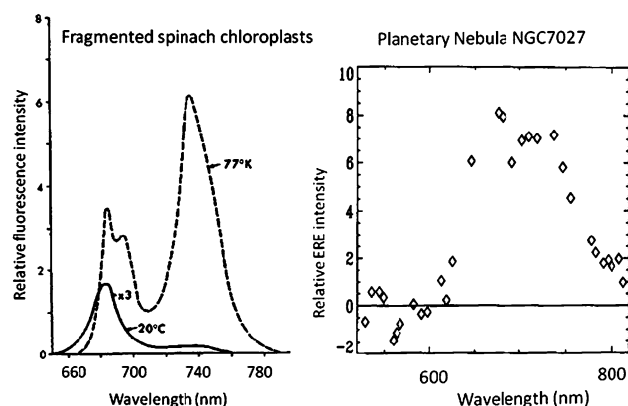 Fragmented spinach chloroplasts
Relative fluorescence intensity
8
6
4
2
0
77°K
x3
20°C
660
700
740
780
Wavelength (nm)
Planetary Nebula NGC7027
Relative ERE intensity
10
8
6
4
2
0
-2
600
800
Wavelength (nm)